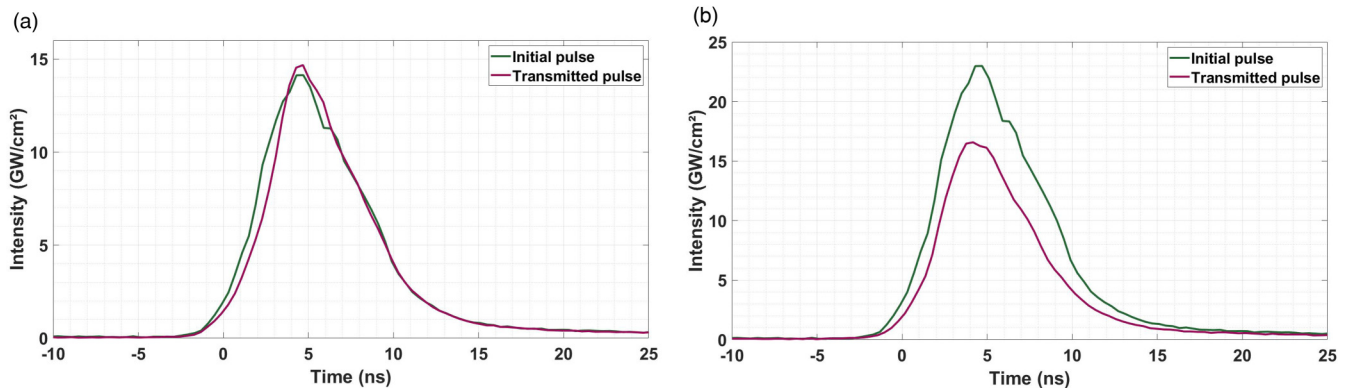 (a)
15
10
5
0
Intensity (GW/cm²)
-10 -5 0 5 10 15 20 25
Time (ns)
Initial pulse
Transmitted pulse
(b)
25
20
15
10
5
0
Intensity (GW/cm²)
-10 -5 0 5 10 15 20 25
Time (ns)
Initial pulse
Transmitted pulse